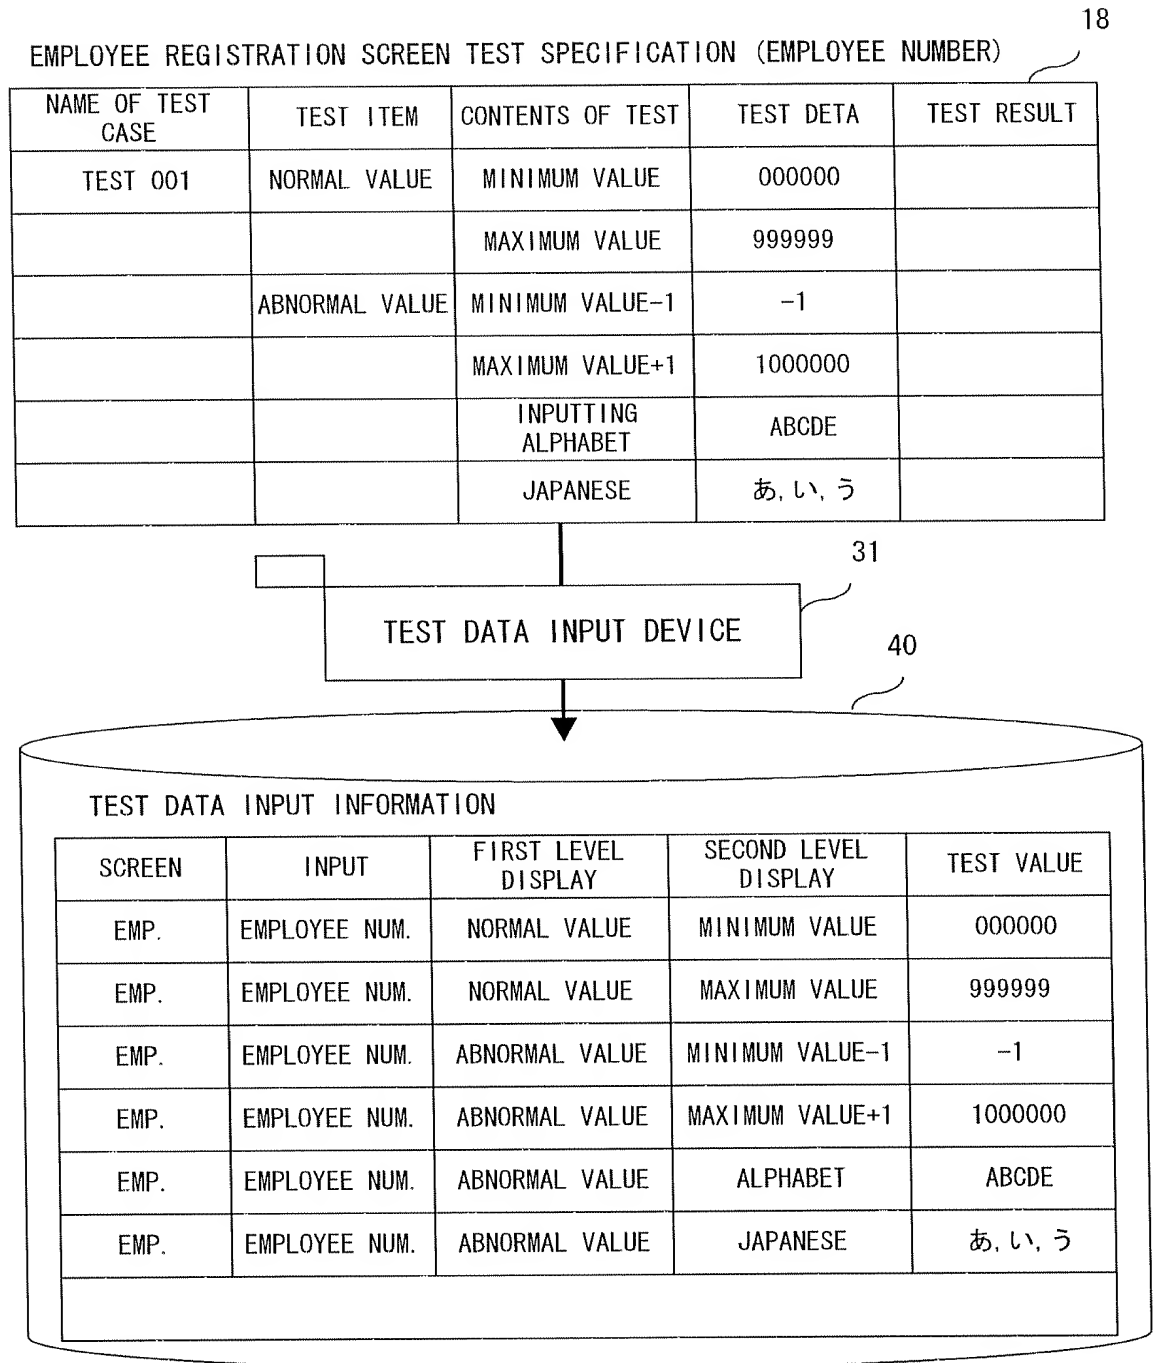 18
EMPLOYEE REGISTRATION SCREEN TEST SPECIFICATION (EMPLOYEE NUMBER)
NAME OF TEST CASE TEST ITEM CONTENTS OF TEST TEST DETA TEST RESULT
TEST 001 NORMAL VALUE MINIMUM VALUE 000000
MAXIMUM VALUE 999999
ABNORMAL VALUE MINIMUM VALUE-1 -1
MAXIMUM VALUE+1 1000000
INPUTTING ALPHABET ABCDE
JAPANESE あ, い, う
31
TEST DATA INPUT DEVICE
40
TEST DATA INPUT INFORMATION
SCREEN INPUT FIRST LEVEL DISPLAY SECOND LEVEL DISPLAY TEST VALUE
EMP. EMPLOYEE NUM. NORMAL VALUE MINIMUM VALUE 000000
EMP. EMPLOYEE NUM. NORMAL VALUE MAXIMUM VALUE 999999
EMP. EMPLOYEE NUM. ABNORMAL VALUE MINIMUM VALUE-1 -1
EMP. EMPLOYEE NUM. ABNORMAL VALUE MAXIMUM VALUE+1 1000000
EMP. EMPLOYEE NUM. ABNORMAL VALUE ALPHABET ABCDE
EMP. EMPLOYEE NUM. ABNORMAL VALUE JAPANESE あ, い, う